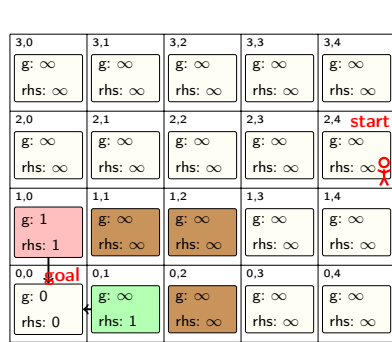 3,0 3,1 3,2 3,3 3,4
g: ∞ g: ∞ g: ∞ g: ∞ g: ∞
rhs: ∞ rhs: ∞ rhs: ∞ rhs: ∞ rhs: ∞
2,0 2,1 2,2 2,3 2,4 start
g: ∞ g: ∞ g: ∞ g: ∞ g: ∞
rhs: ∞ rhs: ∞ rhs: ∞ rhs: ∞ rhs: ∞
1,0 1,1 1,2 1,3 1,4
g: 1 g: ∞ g: ∞ g: ∞ g: ∞
rhs: 1 rhs: ∞ rhs: ∞ rhs: ∞ rhs: ∞
0,0 goal 0,1 0,2 0,3 0,4
g: 0 g: ∞ g: ∞ g: ∞ g: ∞
rhs: 0 rhs: 1 rhs: ∞ rhs: ∞ rhs: ∞